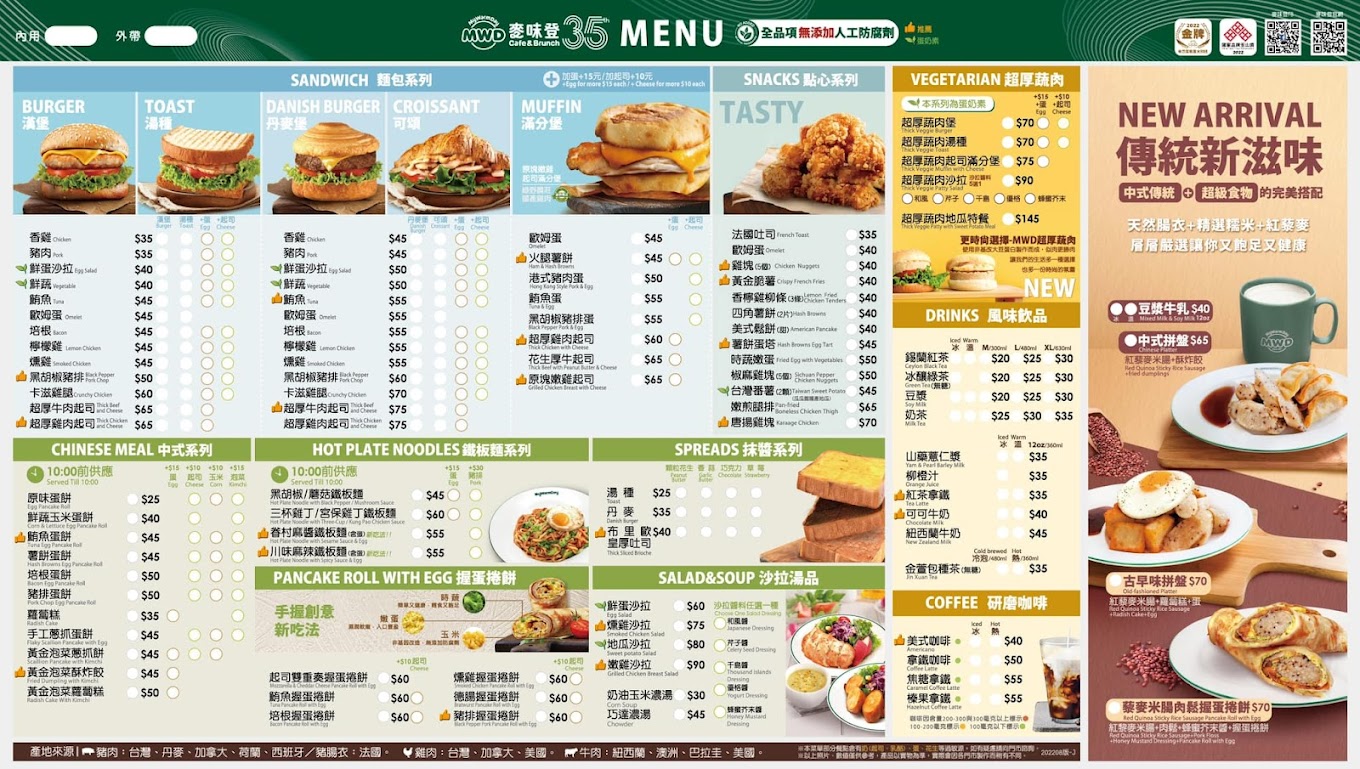 內用
外帶
MWD 麥味登 35th MENU
Cafe & Brunch
全品項無添加人工防腐劑
推薦
蛋奶素
2022
金牌
SANDWICH 麵包系列
加蛋+15元/加起司+10元
+Egg for more $15 each / + Cheese for more $10 each
BURGER
漢堡
TOAST
DANISH BURGER
丹麥堡
CROISSANT
可頌
MUFFIN
滿分堡
原塊嫩雞
起司滿分堡
香雞 Chicken $35
豬肉 Pork $35
鮮蛋沙拉 Egg Salad $40
鮮蔬 Vegetable $40
鮪魚 Tuna $45
歐姆蛋 Omelet $45
培根 Bacon $45
檸檬雞 Lemon Chicken $45
燻雞 Smoked Chicken $45
黑胡椒豬排 Black Pepper Pork Chop $50
卡滋雞腿 Crunchy Chicken $60
超厚牛肉起司 Thick Beef and Cheese $65
超厚雞肉起司 Thick Chicken and Cheese $65
香雞 Chicken $45
豬肉 Pork $45
鮮蛋沙拉 Egg Salad $50
鮮蔬 Vegetable $50
鮪魚 Tuna $55
歐姆蛋 Omelet $55
培根 Bacon $55
檸檬雞 Lemon Chicken $55
燻雞 Smoked Chicken $55
黑胡椒豬排 Black Pepper Pork Chop $60
卡滋雞腿 Crunchy Chicken $70
超厚牛肉起司 Thick Beef and Cheese $75
超厚雞肉起司 Thick Chicken and Cheese $75
+蛋 Egg +起司 Cheese
歐姆蛋 $45
Omelet
火腿薯餅 $45
Ham & Hash Browns
港式豬肉蛋 $50
Hong Kong Style Pork & Egg
鮪魚蛋 $55
Tuna & Egg
黑胡椒豬排蛋 $55
Black Pepper Pork & Egg
超厚雞肉起司 $60
Thick Chicken with Cheese
花生厚牛起司 $65
Thick Beef with Peanut Butter & Cheese
原塊嫩雞起司 $65
Grilled Chicken Breast with Cheese
SNACKS 點心系列
TASTY
法國吐司 French Toast $35
歐姆蛋 Omelet $40
雞塊(5個) Chicken Nuggets $40
黃金脆薯 Crispy French Fries $40
香檸雞柳條(3條) Lemon Fried Chicken Tenders $40
四角薯餅(2片) Hash Browns $40
美式鬆餅(甜) American Pancake $40
薯餅蛋塔 Hash Browns Egg Tart $45
時蔬嫩蛋 Fried Egg with Vegetables $50
椒麻雞塊(5個) Sichuan Pepper Chicken Nuggets $50
台灣番薯(2顆) Taiwan Sweet Potato $45
嫩煎腿排 Pan-fried Boneless Chicken Thigh $65
唐揚雞塊 Karaage Chicken $70
VEGETARIAN 超厚蔬肉
本系列為蛋奶素
+$15 +蛋 Egg
+$10 +起司 Cheese
超厚蔬肉堡 $70
Thick Veggie Burger
超厚蔬肉湯種 $70
Thick Veggie Toast
超厚蔬肉起司滿分堡 $75
Thick Veggie Muffin with Cheese
超厚蔬肉沙拉 沙拉醬料5選1 $90
Thick Veggie Patty Salad
和風 芹子 千島 優格 蜂蜜芥末
超厚蔬肉地瓜特餐 $145
Thick Veggie Patty with Sweet Potato Meal
更時尚選擇-MWD超厚蔬肉
讓我們的生活多一種選擇
也多一份時尚的氛圍
NEW
DRINKS 風味飲品
Iced 冰 Warm 溫 M/300ml L/480ml XL/630ml
錫蘭紅茶 $20 $25 $30
Ceylon Black Tea
冰釀綠茶 $20 $25 $30
Green Tea(無糖)
豆漿 $20 $25 $30
Soy Milk
奶茶 $25 $30 $35
Milk Tea
Iced 冰 Warm 溫 12oz/360ml
山藥薏仁漿 $35
Yam & Pearl Barley Milk
柳橙汁 $35
Orange Juice
紅茶拿鐵 $35
Tea Latte
可可牛奶 $40
Chocolate Milk
紐西蘭牛奶 $45
New Zealand Milk
Cold brewed 冷泡/480ml Hot 熱/360ml
金萱包種茶(無糖) $35
Jin Xuan Tea
COFFEE 研磨咖啡
Iced 冰 Hot 熱
美式咖啡 $40
Americano
拿鐵咖啡 $50
Coffee Latte
焦糖拿鐵 $55
Caramel Coffee Latte
榛果拿鐵 $55
Hazelnut Coffee Latte
咖啡因含量200-300與300毫克以上標示
100-200毫克標示 100毫克以下標示
CHINESE MEAL 中式系列
10:00前供應
Served Till 10:00
+$15 蛋 Egg
+$10 起司 Cheese
+$10 玉米 Corn
+$15 泡菜 Kimchi
原味蛋餅 $25
Egg Pancake Roll
鮮蔬玉米蛋餅 $40
Corn & Lettuce Egg Pancake Roll
鮪魚蛋餅 $45
Tuna Egg Pancake Roll
薯餅蛋餅 $45
Hash Browns Egg Pancake Roll
培根蛋餅 $50
Bacon Egg Pancake Roll
豬排蛋餅 $50
Pork Chop Egg Pancake Roll
蘿蔔糕 $35
Radish Cake
手工蔥抓蛋餅 $45
Flaky Scallion Pancake with Egg
黃金泡菜蔥抓餅 $45
Scallion Pancake with Kimchi
黃金泡菜酥炸餃 $45
Fried Dumpling with Kimchi
黃金泡菜蘿蔔糕 $50
Radish Cake With Kimchi
HOT PLATE NOODLES 鐵板麵系列
10:00前供應
Served Till 10:00
+$15 蛋 Egg
+$30 豬排 Pork
黑胡椒/蘑菇鐵板麵 $45
Hot Plate Noodle with Black Pepper / Mushroom Sauce
三杯雞丁/宮保雞丁鐵板麵 $60
Hot Plate Noodle with Three-Cup / Kung Pao Chicken Sauce
眷村麻醬鐵板麵(含蛋) 新吃法!! $55
Hot Plate Noodle with Sesame Sauce & Egg
川味麻辣鐵板麵(含蛋) 新吃法!! $55
Hot Plate Noodle with Spicy Sauce & Egg
PANCAKE ROLL WITH EGG 握蛋捲餅
手握創意
新吃法
時蔬
嫩蛋
玉米
+$10 起司 Cheese
起司雙重奏握蛋捲餅 $60
Mozzarella & Cheddar Cheese Pancake Roll with Egg
鮪魚握蛋捲餅 $60
Tuna Pancake Roll with Egg
培根握蛋捲餅 $60
Bacon Pancake Roll with Egg
+$10 起司 Cheese
燻雞握蛋捲餅 $60
Smoked Chicken Pancake Roll with Egg
德腸握蛋捲餅 $60
Bratwurst Pancake Roll with Egg
豬排握蛋捲餅 $60
Black Pepper Pork Pancake Roll with Egg
SPREADS 抹醬系列
顆粒花生 Peanut Butter
香蒜 Garlic Butter
巧克力 Chocolate
草莓 Strawberry
湯種 $25
Toast
丹麥 $35
Danish Burger
布里歐皇厚吐司 $40
Thick Sliced Brioche
SALAD&SOUP 沙拉湯品
鮮蛋沙拉 $60
Egg Salad
燻雞沙拉 $75
Smoked Chicken Salad
地瓜沙拉 $80
Sweet potato Salad
嫩雞沙拉 $90
Grilled Chicken Breast Salad
奶油玉米濃湯 $30
Corn Soup
巧達濃湯 $45
Chowder
沙拉醬料任選一種
Choose One Salad Dressing
和風醬
Japanese Dressing
芹子醬
Celery Seed Dressing
千島醬
Thousand Islands Dressing
優格醬
Yogurt Dressing
蜂蜜芥末醬
Honey Mustard Dressing
NEW ARRIVAL
傳統新滋味
中式傳統+超級食物 的完美搭配
天然腸衣+精選糯米+紅藜麥
層層嚴選讓你又飽足又健康
豆漿牛乳 $40
冰 溫 Mixed Milk & Soy Milk 12oz
中式拼盤 $65
Chinese Platter
紅藜麥米腸+酥炸餃
Red Quinoa Sticky Rice Sausage
+fried dumplings
MWD
古早味拼盤 $70
Old-fashioned Platter
紅藜麥米腸+蘿蔔糕+蛋
Red Quinoa Sticky Rice Sausage
+Radish Cake+Egg
藜麥米腸肉鬆握蛋捲餅 $70
Red Quinoa Sticky Rice Sausage Pancake Roll with Egg
紅藜麥米腸+肉鬆+蜂蜜芥末醬+握蛋捲餅
Red Quinoa Sticky Rice Sausage+Pork Floss
+Honey Mustard Dressing+Pancake Roll with Egg
產地來源 | 豬肉：台灣、丹麥、加拿大、荷蘭、西班牙／豬腸衣：法國。 雞肉：台灣、加拿大、美國。 牛肉：紐西蘭、澳洲、巴拉圭、美國。
202208版-J